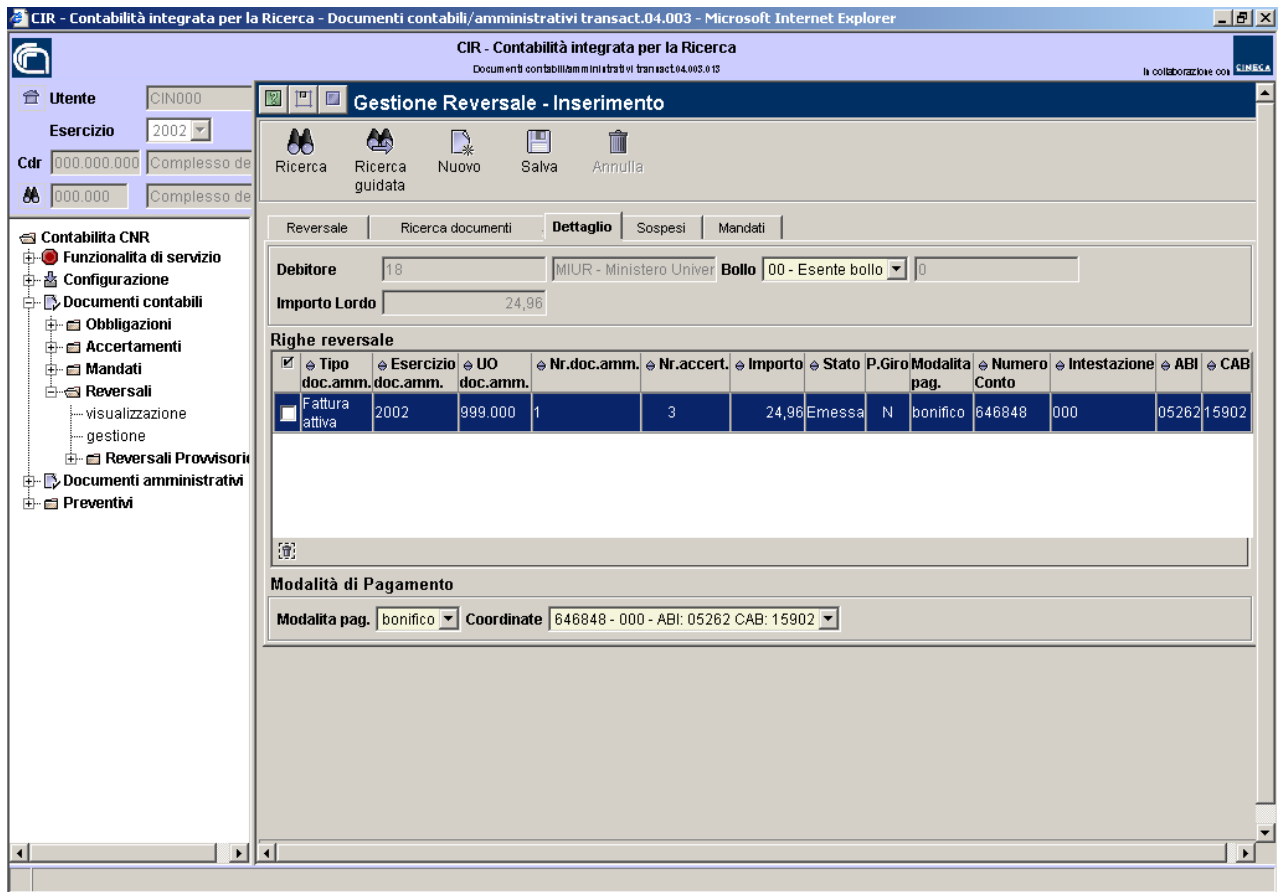 CIR - Contabilità integrata per la Ricerca - Documenti contabili/amministrativi transact.04.003 - Microsoft Internet Explorer
CIR - Contabilità integrata per la Ricerca
Documenti contabili/amministrativi transact.04.003.013
In collaborazione con CINECA
Utente CIN000
Esercizio 2002
Cdr 000.000.000 Complesso de
000.000 Complesso de
Contabilita CNR
Funzionalita di servizio
Configurazione
Documenti contabili
Obbligazioni
Accertamenti
Mandati
Reversali
visualizzazione
gestione
Reversali Provvisorie
Documenti amministrativi
Preventivi
Gestione Reversale - Inserimento
Ricerca Ricerca guidata Nuovo Salva Annulla
Reversale Ricerca documenti Dettaglio Sospesi Mandati
Debitore 18 MIUR - Ministero Univer Bollo 00 - Esente bollo 0
Importo Lordo 24,96
Righe reversale
Tipo doc.amm. Esercizio doc.amm. UO doc.amm. Nr.doc.amm. Nr.accert. Importo Stato P.Giro Modalita pag. Numero Conto Intestazione ABI CAB
Fattura attiva 2002 999.000 1 3 24,96 Emessa N bonifico 646848 000 05262 15902
Modalità di Pagamento
Modalita pag. bonifico Coordinate 646848 - 000 - ABI: 05262 CAB: 15902